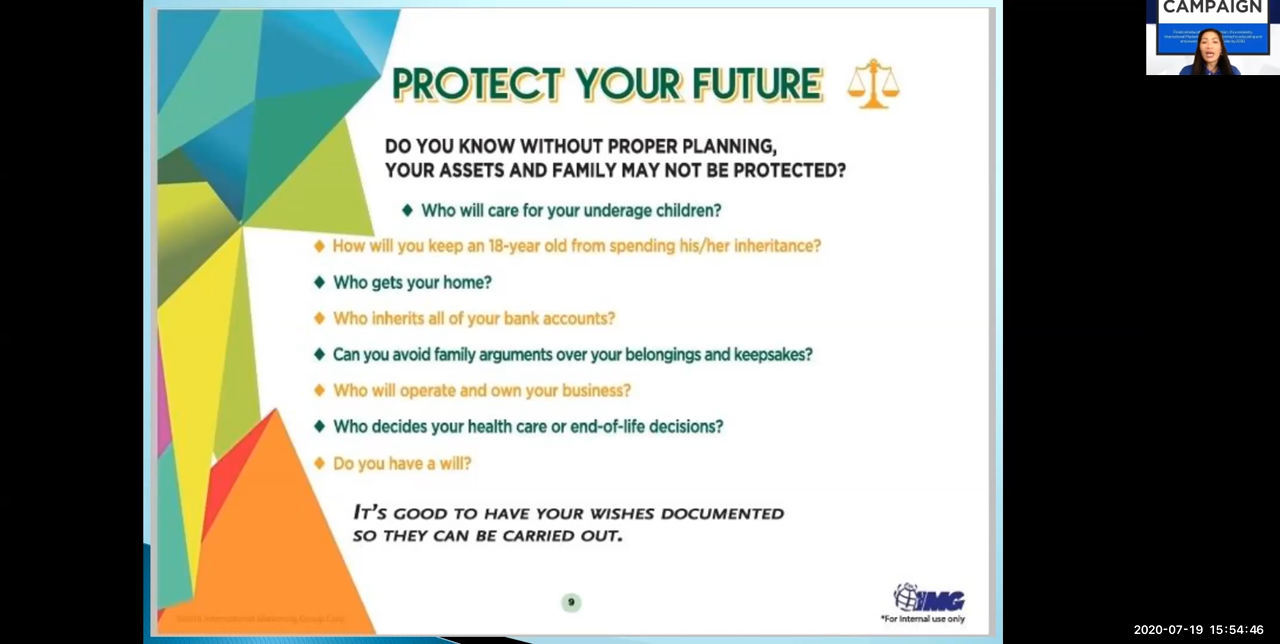 CAMPAIGN
PROTECT YOUR FUTURE
DO YOU KNOW WITHOUT PROPER PLANNING,
YOUR ASSETS AND FAMILY MAY NOT BE PROTECTED?
Who will care for your underage children?
How will you keep an 18-year old from spending his/her inheritance?
Who gets your home?
Who inherits all of your bank accounts?
Can you avoid family arguments over your belongings and keepsakes?
Who will operate and own your business?
Who decides your health care or end-of-life decisions?
Do you have a will?
IT'S GOOD TO HAVE YOUR WISHES DOCUMENTED
SO THEY CAN BE CARRIED OUT.
9
IMG
*For Internal use only
International Marketing Group Corp.
2020-07-19 15:54:46